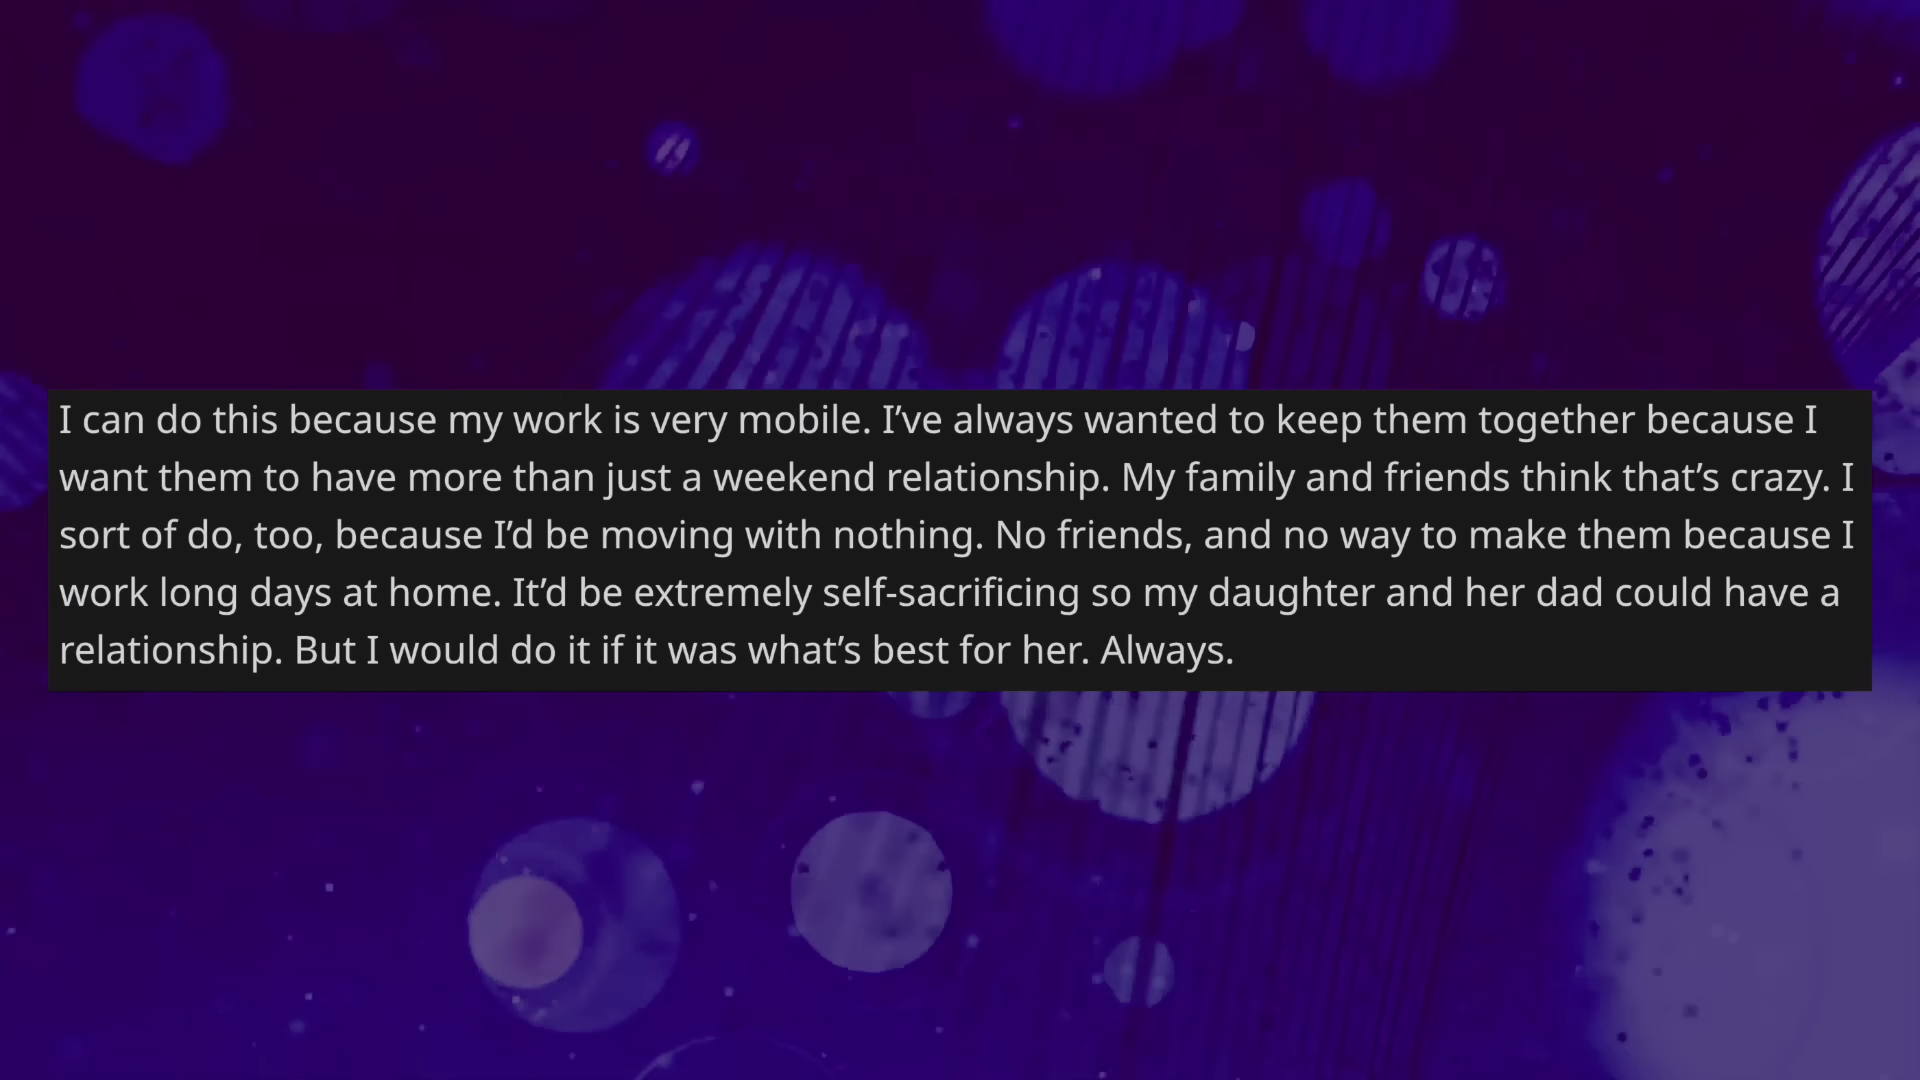 I can do this because my work is very mobile. I’ve always wanted to keep them together because I
want them to have more than just a weekend relationship. My family and friends think that’s crazy. I
sort of do, too, because I’d be moving with nothing. No friends, and no way to make them because I
work long days at home. It’d be extremely self-sacrificing so my daughter and her dad could have a
relationship. But I would do it if it was what’s best for her. Always.